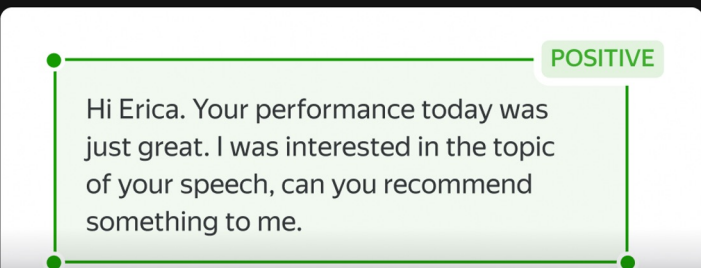 POSITIVE
Hi Erica. Your performance today was
just great. I was interested in the topic
of your speech, can you recommend
something to me.